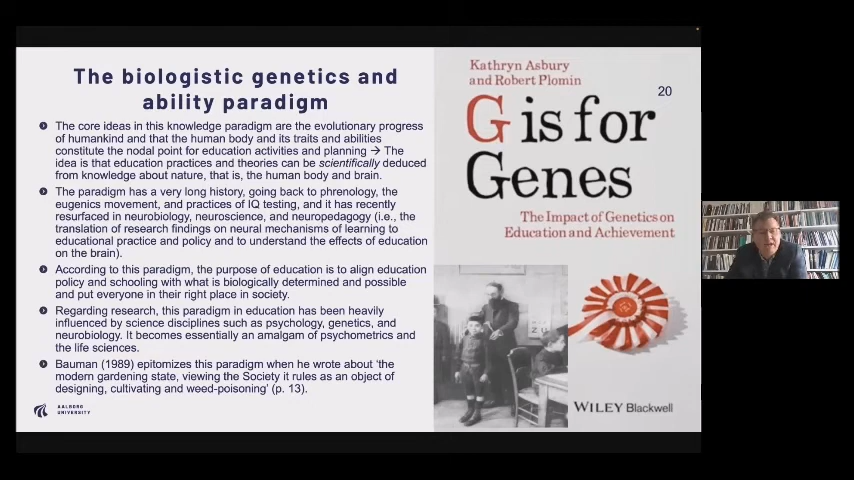 The biologistic genetics and
ability paradigm
The core ideas in this knowledge paradigm are the evolutionary progress
of humankind and that the human body and its traits and abilities
constitute the nodal point for education activities and planning → The
idea is that education practices and theories can be scientifically deduced
from knowledge about nature, that is, the human body and brain.
The paradigm has a very long history, going back to phrenology, the
eugenics movement, and practices of IQ testing, and it has recently
resurfaced in neurobiology, neuroscience, and neuropedagogy (i.e., the
translation of research findings on neural mechanisms of learning to
educational practice and policy and to understand the effects of education
on the brain).
According to this paradigm, the purpose of education is to align education
policy and schooling with what is biologically determined and possible
and put everyone in their right place in society.
Regarding research, this paradigm in education has been heavily
influenced by science disciplines such as psychology, genetics, and
neurobiology. It becomes essentially an amalgam of psychometrics and
the life sciences.
Bauman (1989) epitomizes this paradigm when he wrote about ‘the
modern gardening state, viewing the Society it rules as an object of
designing, cultivating and weed-poisoning’ (p. 13).
AALBORG
UNIVERSITY
Kathryn Asbury
and Robert Plomin
20
G is for
Genes
The Impact of Genetics on
Education and Achievement
WILEY Blackwell